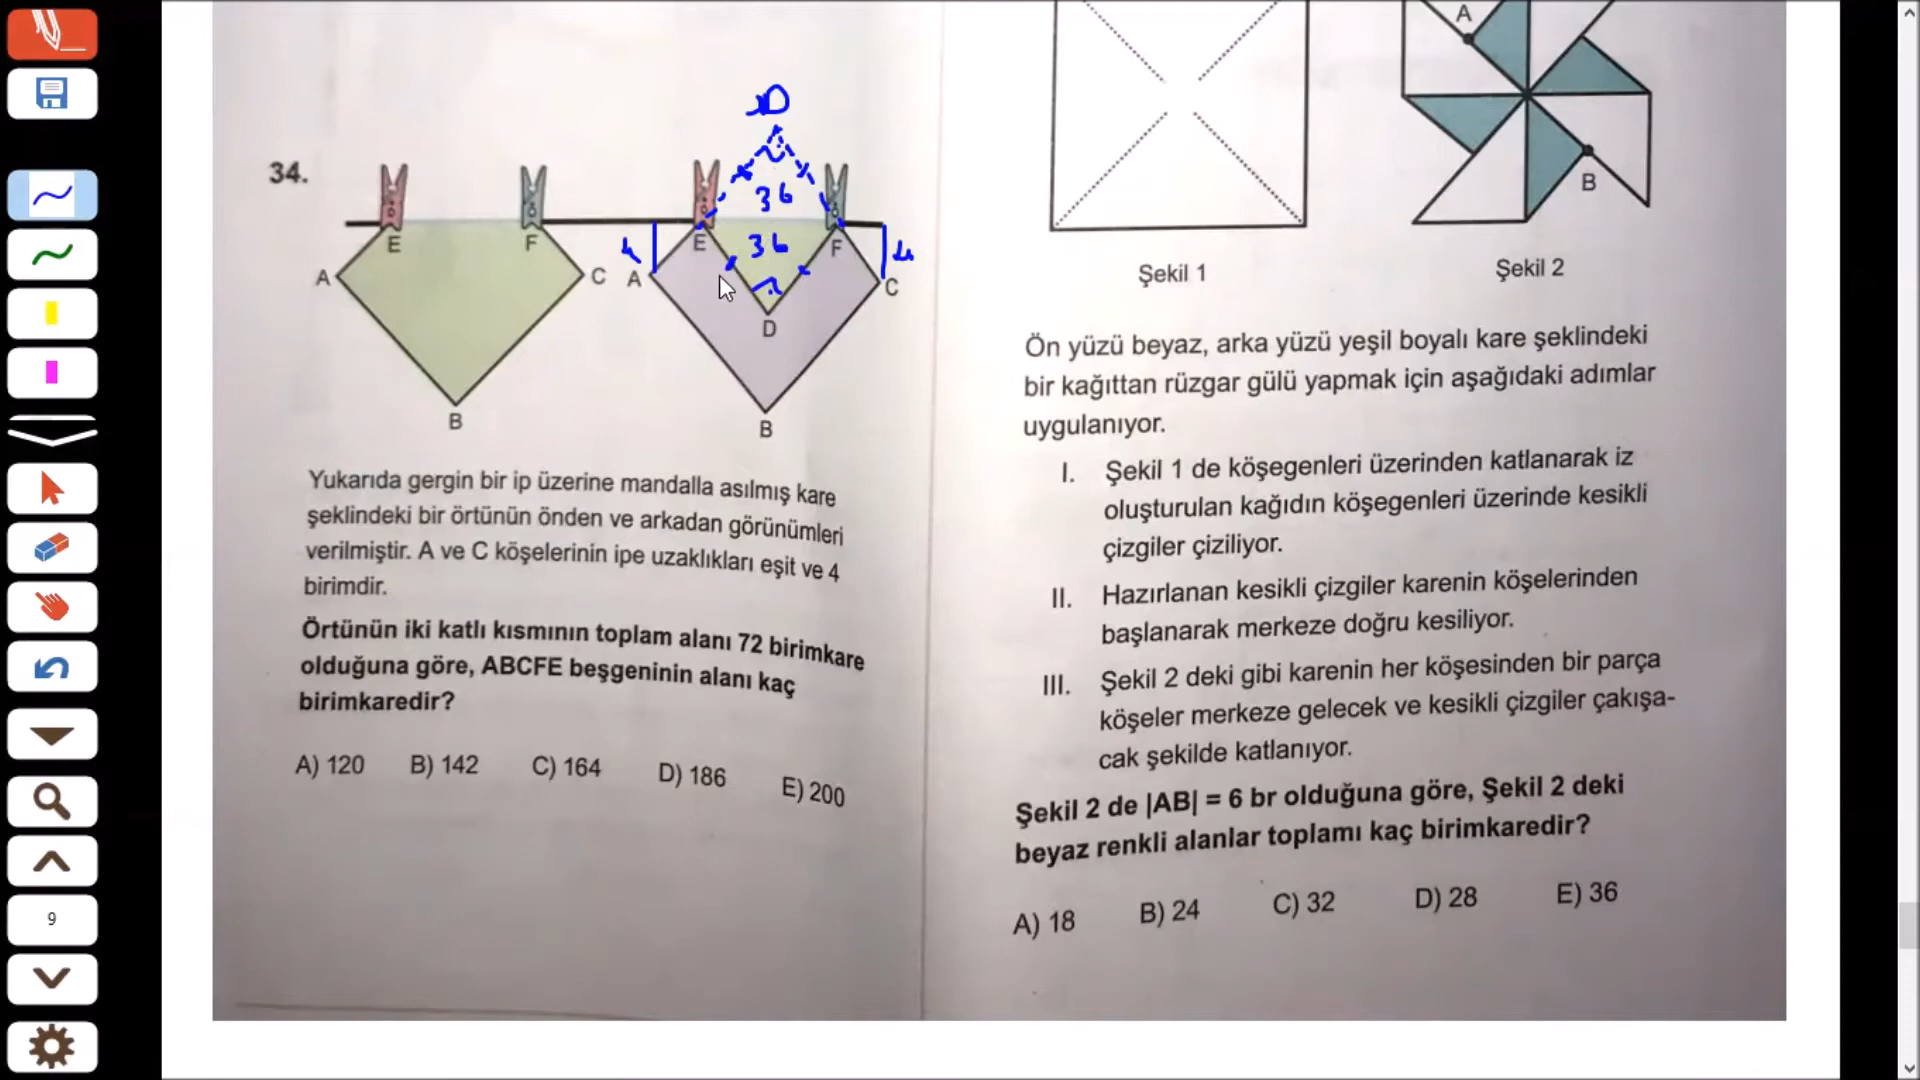 34.
D
36
36
4
4
E
F
E
F
A
C
A
C
D
B
B
Yukarıda gergin bir ip üzerine mandalla asılmış kare
şeklindeki bir örtünün önden ve arkadan görünümleri
verilmiştir. A ve C köşelerinin ipe uzaklıkları eşit ve 4
birimdir.
Örtünün iki katlı kısmının toplam alanı 72 birimkare
olduğuna göre, ABCFE beşgeninin alanı kaç
birimkaredir?
A) 120 B) 142 C) 164 D) 186 E) 200
A
B
Şekil 1
Şekil 2
Ön yüzü beyaz, arka yüzü yeşil boyalı kare şeklindeki
bir kağıttan rüzgar gülü yapmak için aşağıdaki adımlar
uygulanıyor.
I. Şekil 1 de köşegenleri üzerinden katlanarak iz
oluşturulan kağıdın köşegenleri üzerinde kesikli
çizgiler çiziliyor.
II. Hazırlanan kesikli çizgiler karenin köşelerinden
başlanarak merkeze doğru kesiliyor.
III. Şekil 2 deki gibi karenin her köşesinden bir parça
köşeler merkeze gelecek ve kesikli çizgiler çakışa-
cak şekilde katlanıyor.
Şekil 2 de |AB| = 6 br olduğuna göre, Şekil 2 deki
beyaz renkli alanlar toplamı kaç birimkaredir?
A) 18 B) 24 C) 32 D) 28 E) 36
9